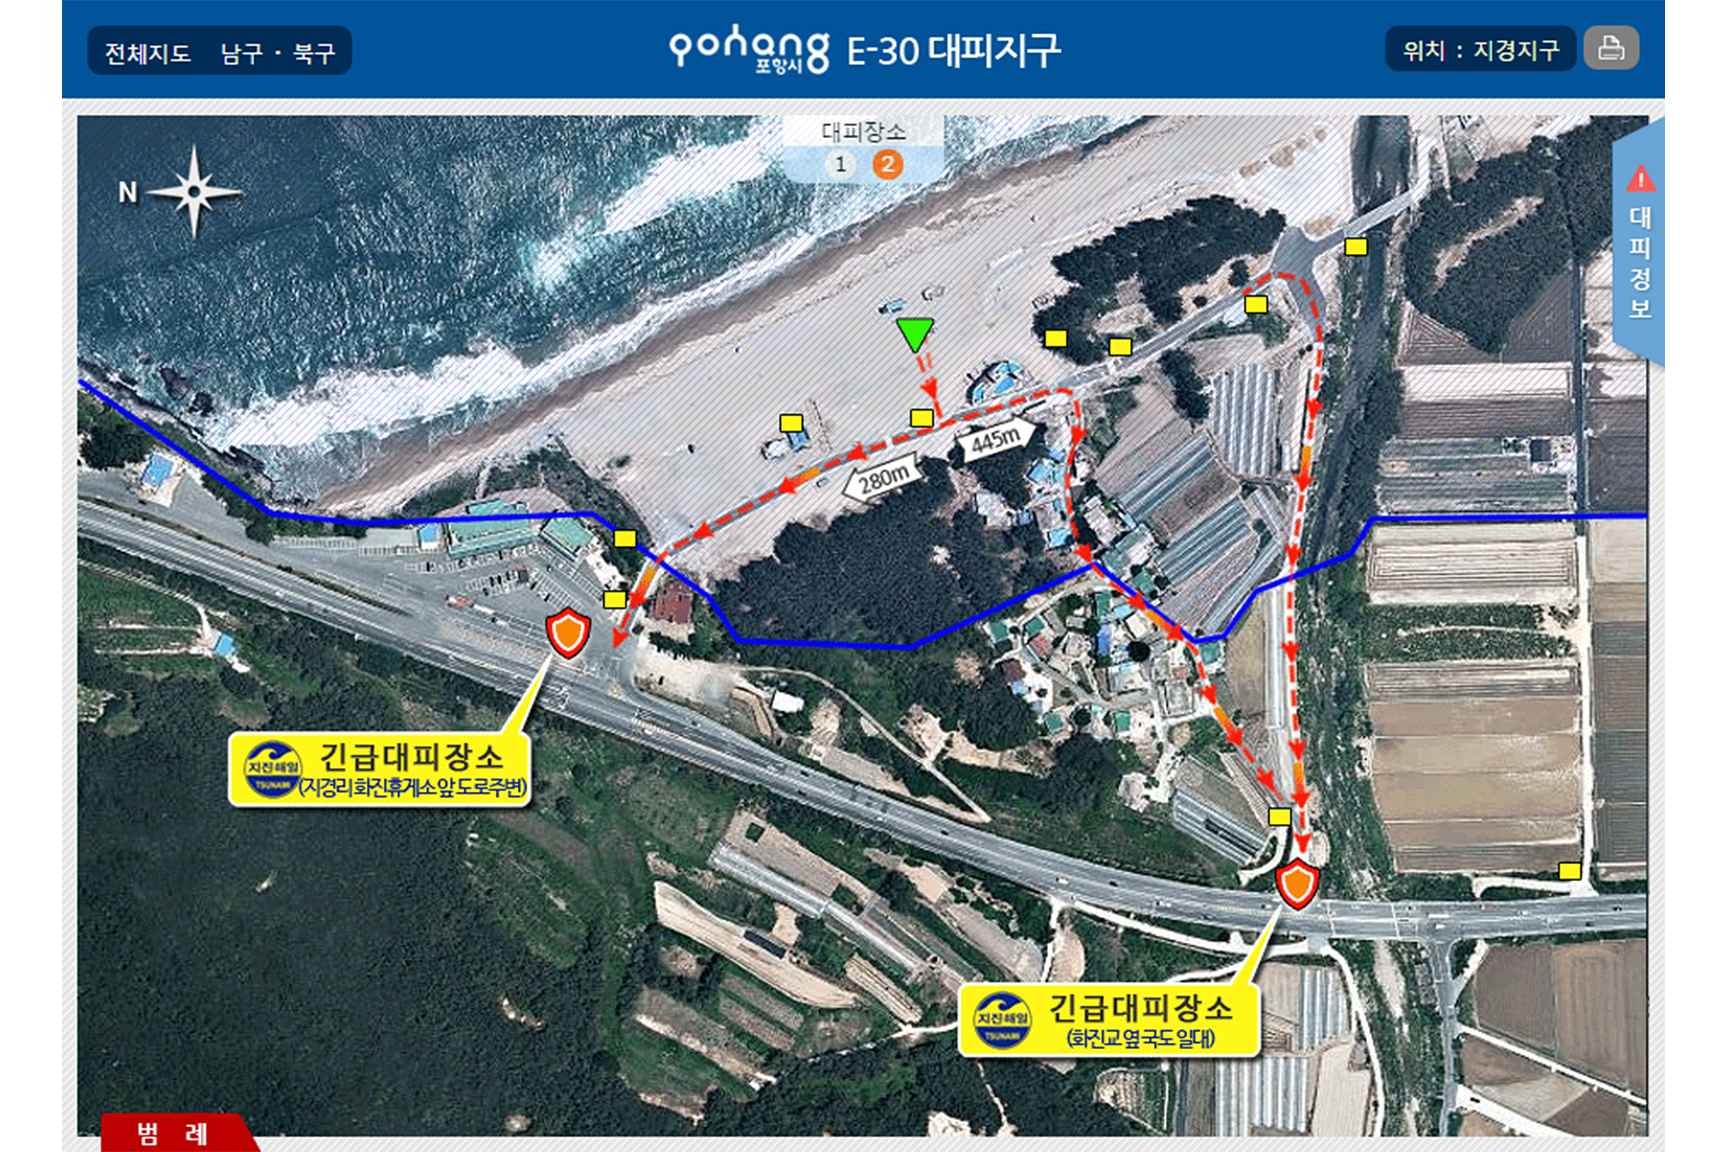 전체지도 남구 · 북구
pohang
포항시
E-30 대피지구
위치 : 지경지구
대피장소
1 2
N
대피정보
445m
280m
긴급대피장소
지진해일
TSUNAMI
(지경리 화진휴게소 앞 도로주변)
긴급대피장소
지진해일
TSUNAMI
(화진교 옆 국도 일대)
범 례